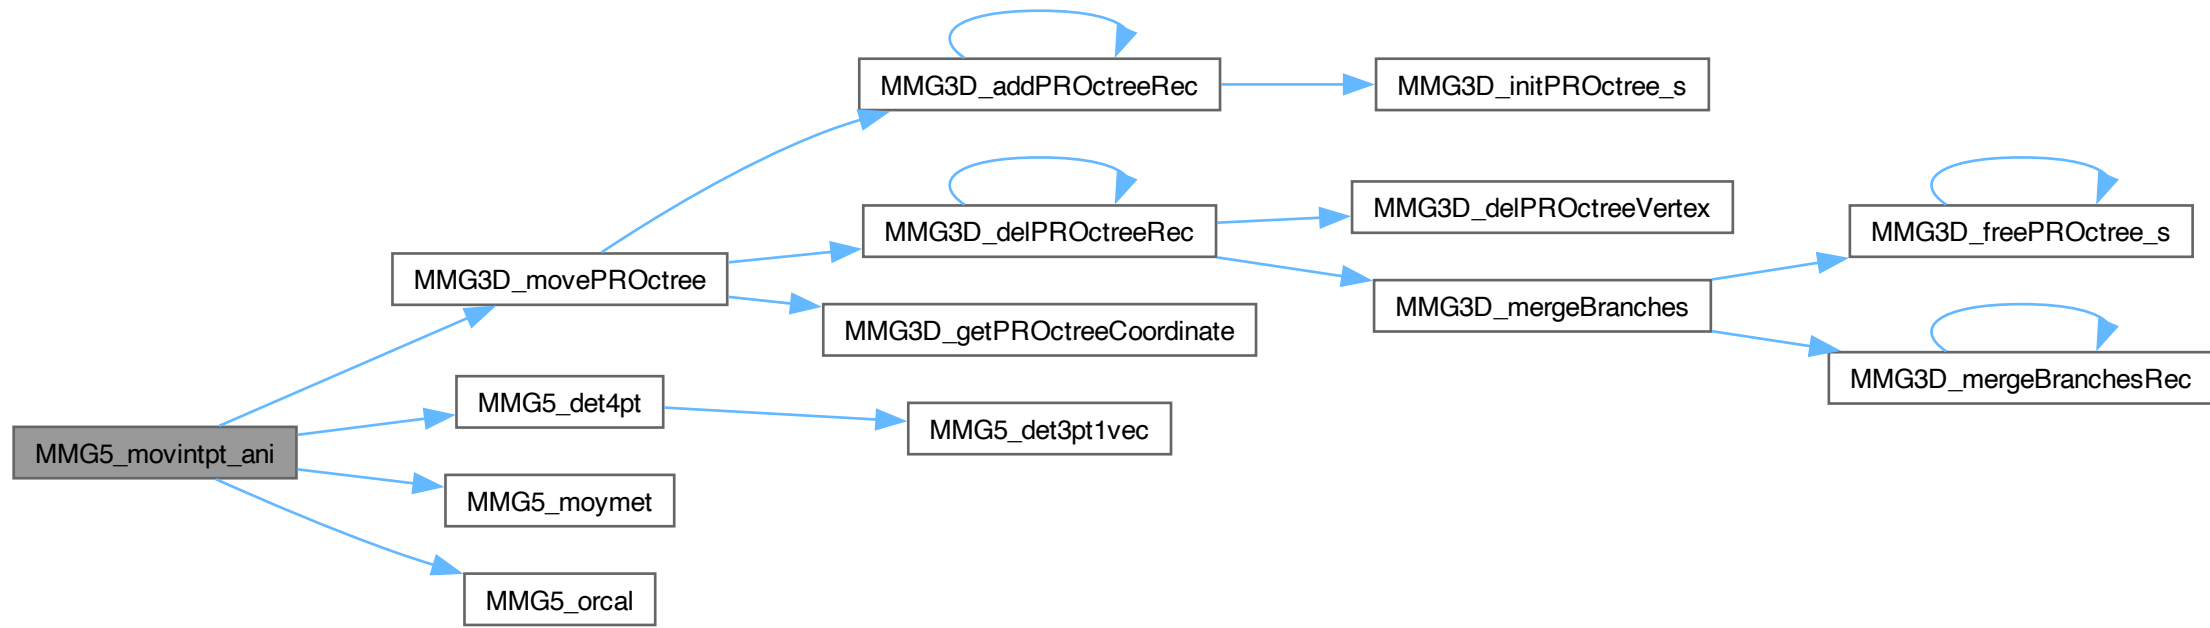 MMG5_movintpt_ani
MMG3D_movePROctree
MMG3D_addPROctreeRec
MMG3D_initPROctree_s
MMG3D_delPROctreeRec
MMG3D_delPROctreeVertex
MMG3D_mergeBranches
MMG3D_freePROctree_s
MMG3D_mergeBranchesRec
MMG3D_getPROctreeCoordinate
MMG5_det4pt
MMG5_det3pt1vec
MMG5_moymet
MMG5_orcal